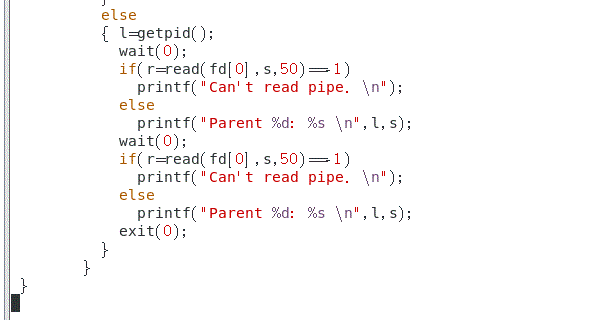 }
else
{ l=getpid();
wait(0);
if(r=read(fd[0],s,50)==-1)
printf("Can't read pipe. \n");
else
printf("Parent %d: %s \n",l,s);
wait(0);
if(r=read(fd[0],s,50)==-1)
printf("Can't read pipe. \n");
else
printf("Parent %d: %s \n",l,s);
exit(0);
}
}
}